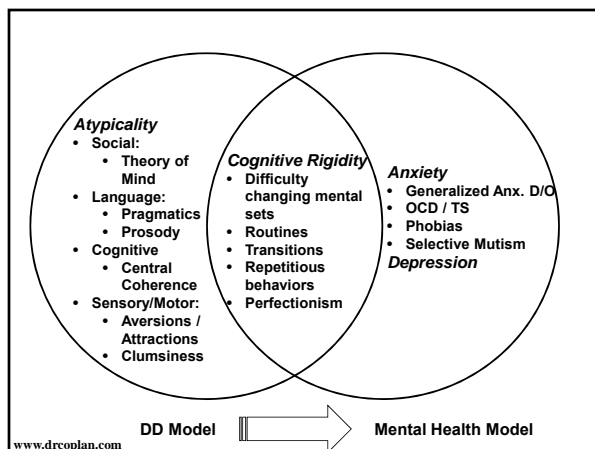 Atypicality
• Social:
• Theory of
Mind
• Language:
• Pragmatics
• Prosody
• Cognitive
• Central
Coherence
• Sensory/Motor:
• Aversions /
Attractions
• Clumsiness
Cognitive Rigidity
• Difficulty
changing mental
sets
• Routines
• Transitions
• Repetitious
behaviors
• Perfectionism
Anxiety
• Generalized Anx. D/O
• OCD / TS
• Phobias
• Selective Mutism
Depression
DD Model
Mental Health Model
www.drcoplan.com